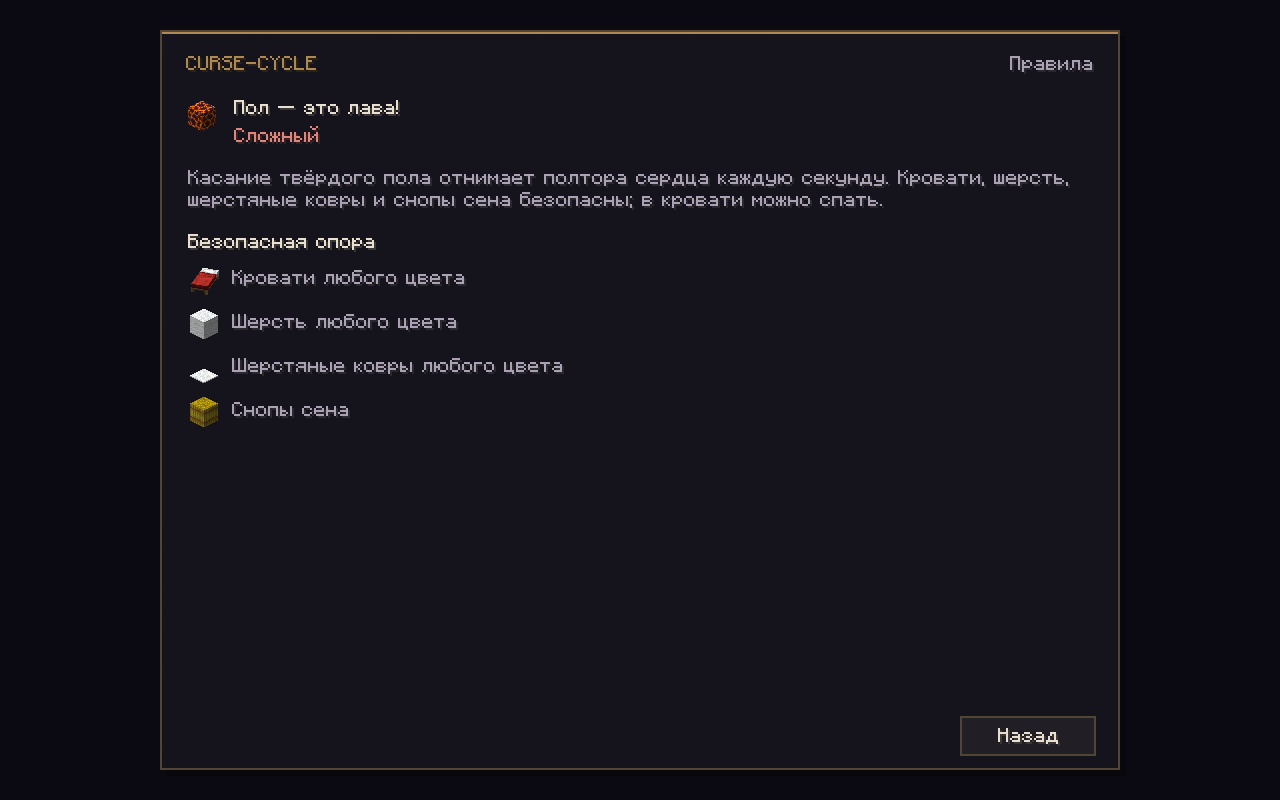 CURSE-CYCLE
Правила
Пол — это лава!
Сложный
Касание твёрдого пола отнимает полтора сердца каждую секунду. Кровати, шерсть,
шерстяные ковры и снопы сена безопасны; в кровати можно спать.
Безопасная опора
Кровати любого цвета
Шерсть любого цвета
Шерстяные ковры любого цвета
Снопы сена
Назад